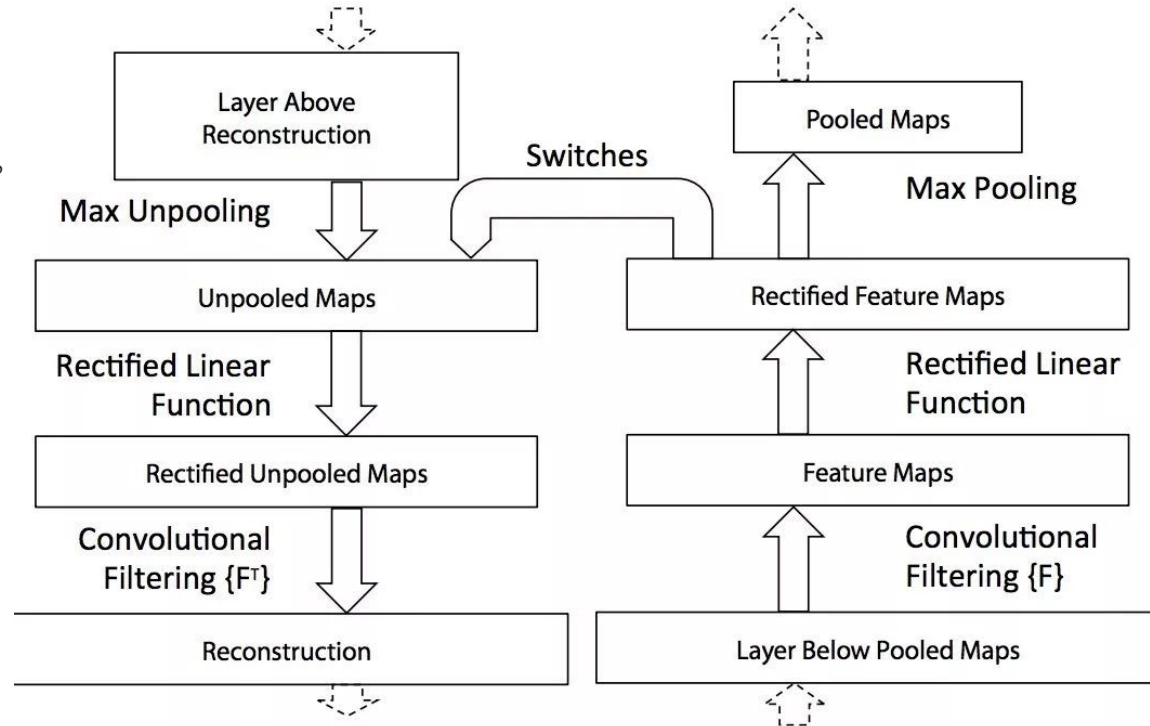 Layer Above
Reconstruction
Max Unpooling
Unpooled Maps
Rectified Linear
Function
Rectified Unpooled Maps
Convolutional
Filtering {Fᵀ}
Reconstruction
Switches
Pooled Maps
Max Pooling
Rectified Feature Maps
Rectified Linear
Function
Feature Maps
Convolutional
Filtering {F}
Layer Below Pooled Maps